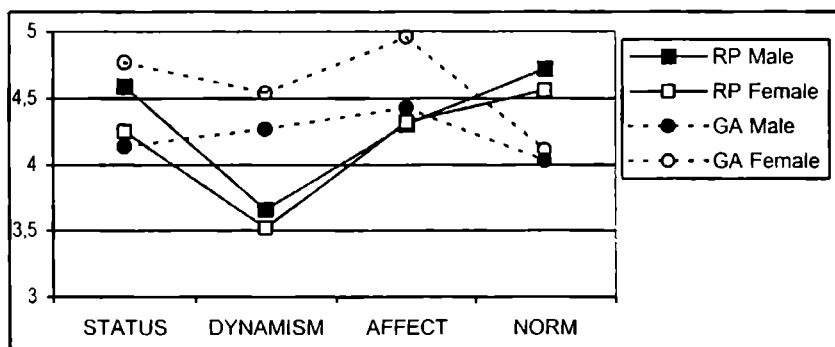 5
4,5
4
3,5
3
STATUS DYNAMISM AFFECT NORM
RP Male
RP Female
GA Male
GA Female